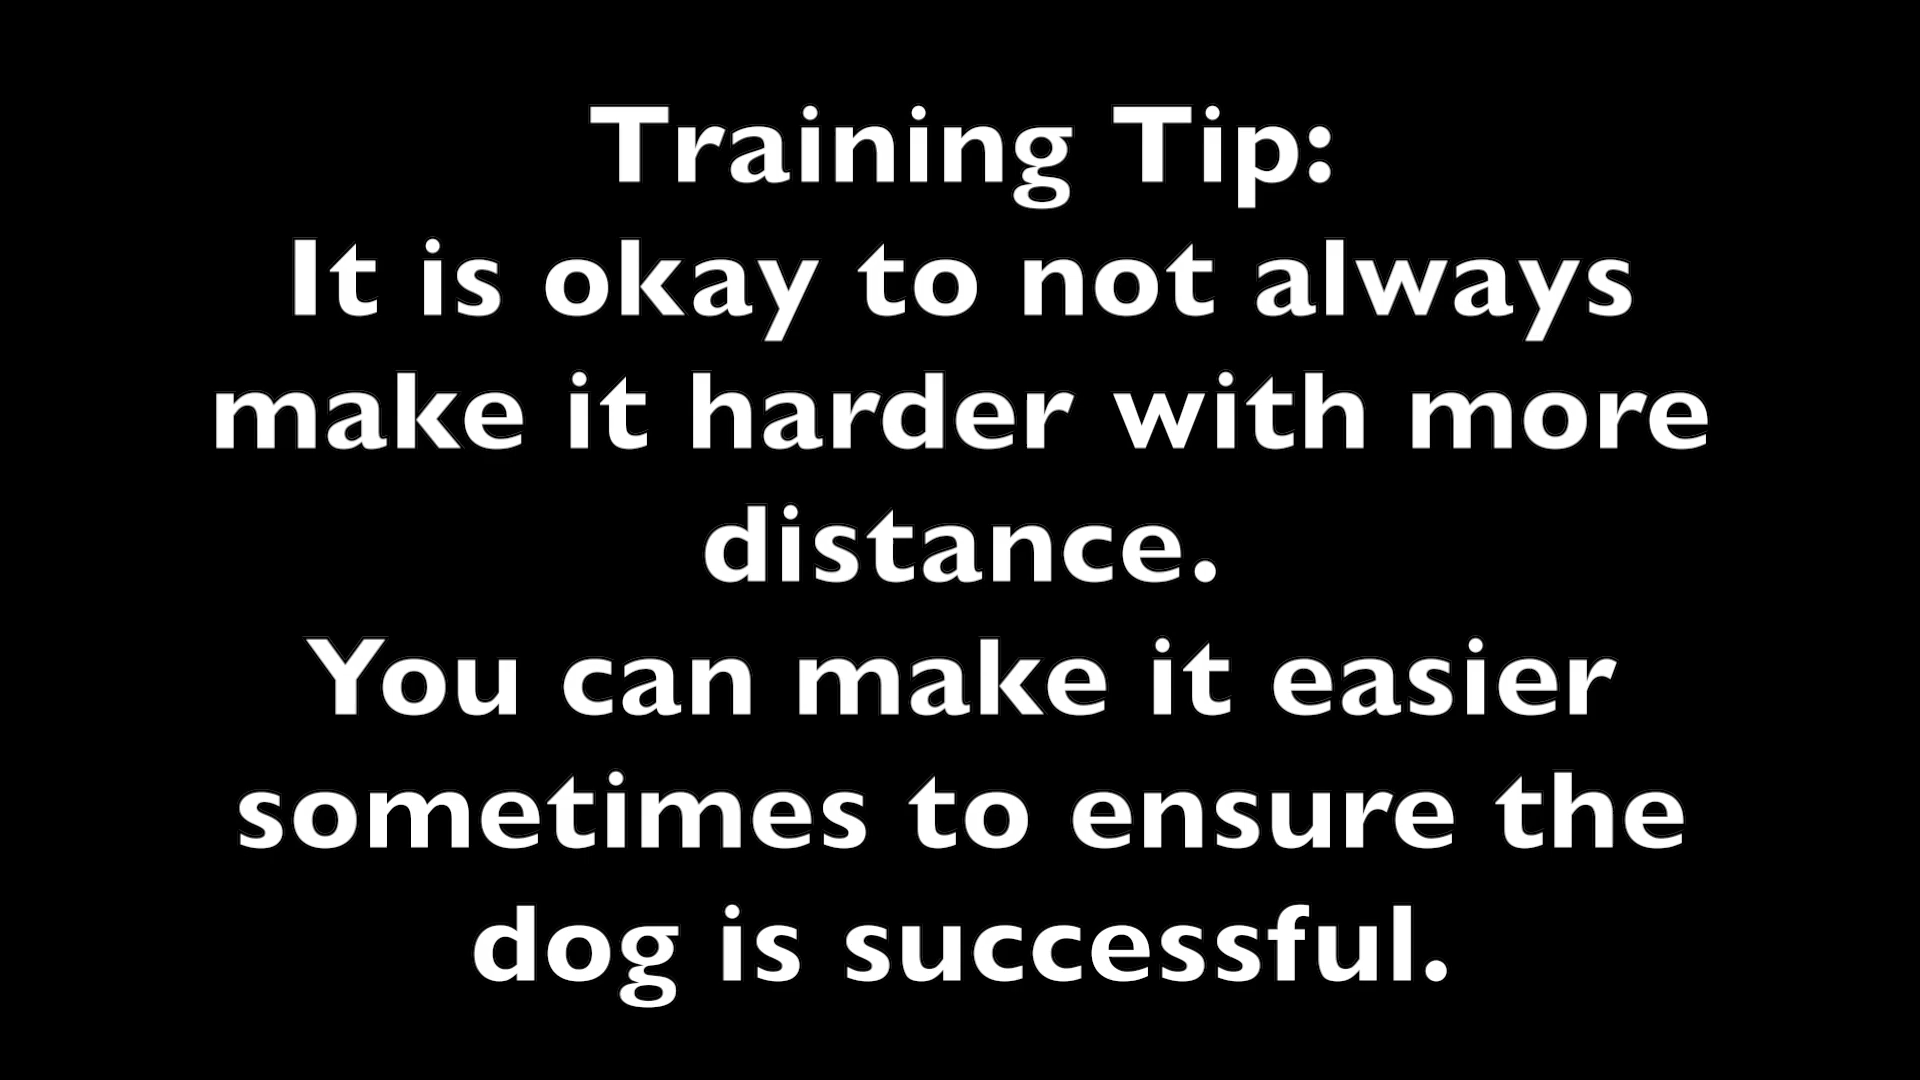 Training Tip:
It is okay to not always
make it harder with more
distance.
You can make it easier
sometimes to ensure the
dog is successful.